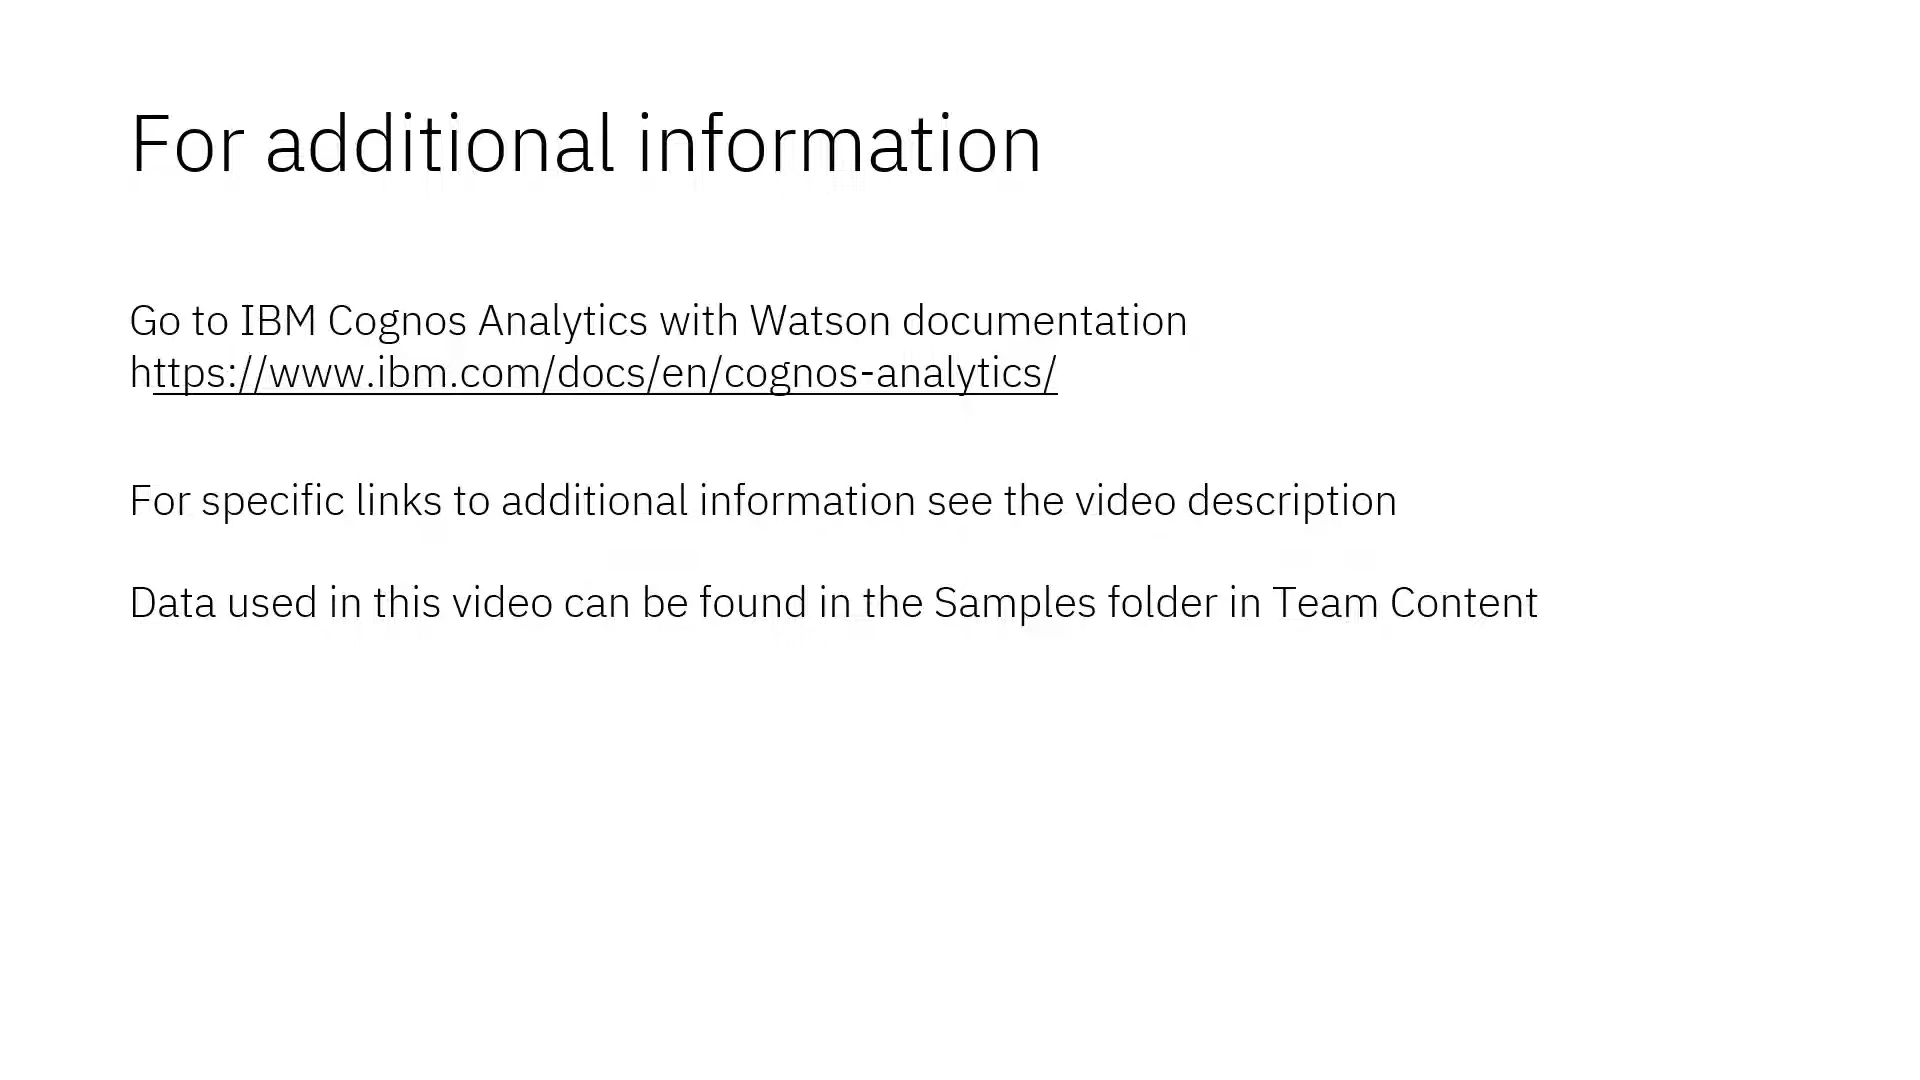 For additional information
Go to IBM Cognos Analytics with Watson documentation
https://www.ibm.com/docs/en/cognos-analytics/
For specific links to additional information see the video description
Data used in this video can be found in the Samples folder in Team Content